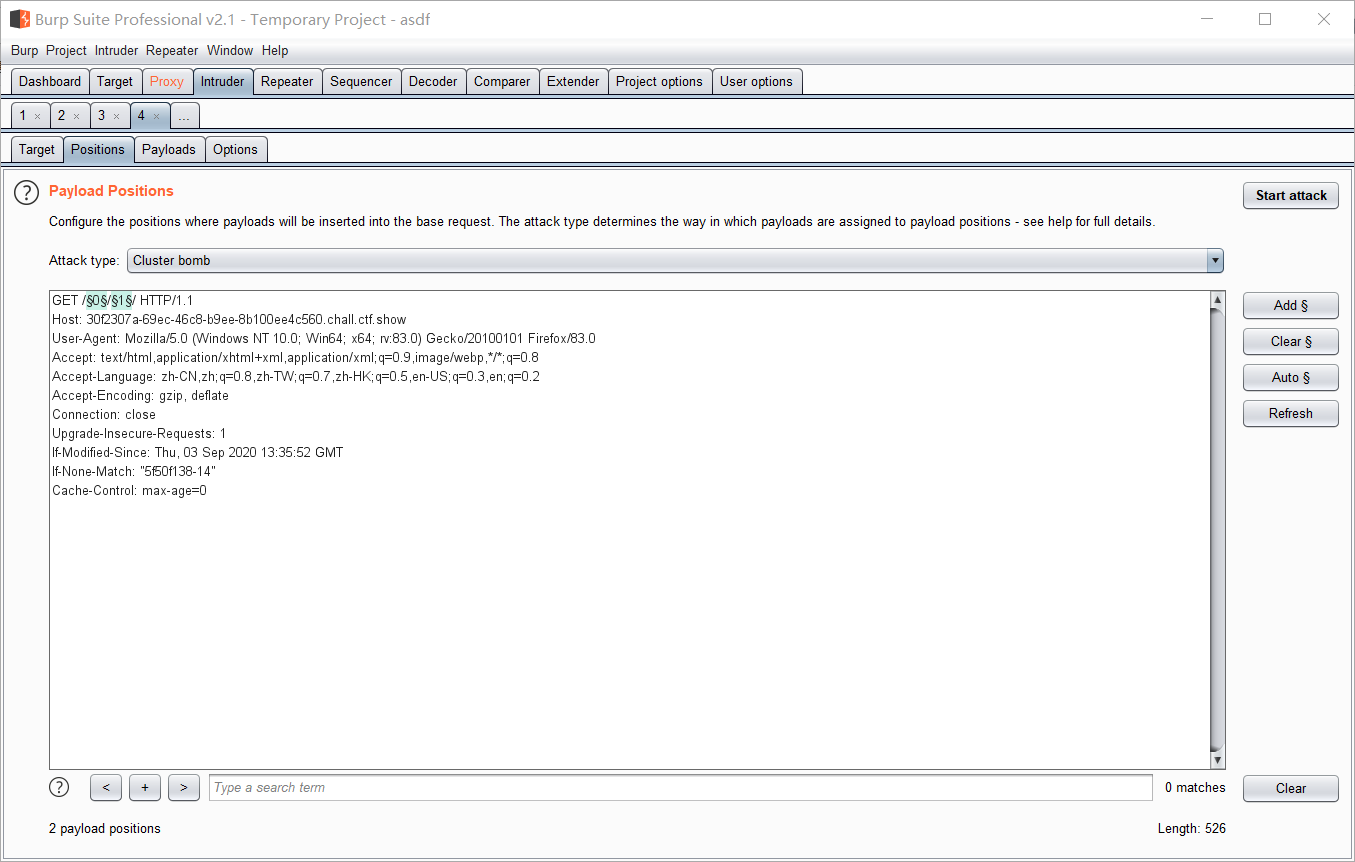 Burp Suite Professional v2.1 - Temporary Project - asdf
Burp Project Intruder Repeater Window Help
Dashboard Target Proxy Intruder Repeater Sequencer Decoder Comparer Extender Project options User options
1 × 2 × 3 × 4 × ...
Target Positions Payloads Options
? Payload Positions
Start attack
Configure the positions where payloads will be inserted into the base request. The attack type determines the way in which payloads are assigned to payload positions - see help for full details.
Attack type: Cluster bomb
GET /§0§/§1§/ HTTP/1.1
Host: 30f2307a-69ec-46c8-b9ee-8b100ee4c560.chall.ctf.show
User-Agent: Mozilla/5.0 (Windows NT 10.0; Win64; x64; rv:83.0) Gecko/20100101 Firefox/83.0
Accept: text/html,application/xhtml+xml,application/xml;q=0.9,image/webp,*/*;q=0.8
Accept-Language: zh-CN,zh;q=0.8,zh-TW;q=0.7,zh-HK;q=0.5,en-US;q=0.3,en;q=0.2
Accept-Encoding: gzip, deflate
Connection: close
Upgrade-Insecure-Requests: 1
If-Modified-Since: Thu, 03 Sep 2020 13:35:52 GMT
If-None-Match: "5f50f138-14"
Cache-Control: max-age=0
Add §
Clear §
Auto §
Refresh
? < + > Type a search term 0 matches Clear
2 payload positions Length: 526